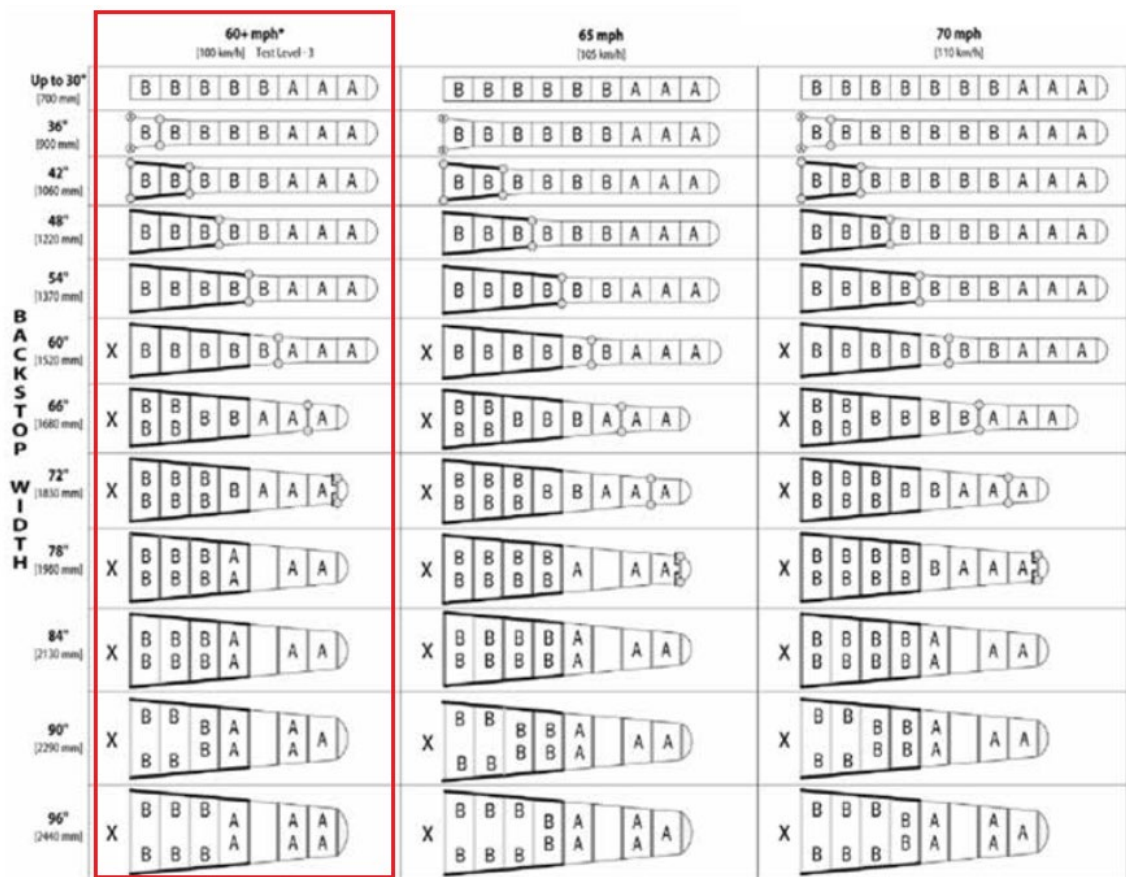 60+ mph* 65 mph 70 mph
[100 km/h] Test Level - 3 [105 km/h] [110 km/h]
BACKSTOP WIDTH
Up to 30"
[700 mm]
B B B B B A A A
B B B B B B A A A
B B B B B B B A A A
36"
[900 mm]
B B B B B A A A
B B B B B B A A A
B B B B B B B A A A
42"
[1060 mm]
B B B B B A A A
B B B B B B A A A
B B B B B B B A A A
48"
[1220 mm]
B B B B B A A A
B B B B B B A A A
B B B B B B B A A A
54"
[1370 mm]
B B B B B A A A
B B B B B B A A A
B B B B B B B A A A
60"
[1520 mm]
X B B B B B A A A
X B B B B B B A A A
X B B B B B B B A A A
66"
[1680 mm]
B B
X B B A A A
B B
B B
X B B B A A A
B B
B B
X B B B B A A A
B B
72"
[1830 mm]
B B B
X B A A A
B B B
B B B
X B B A A A
B B B
B B B
X B B A A A
B B B
78"
[1980 mm]
B B B A
X A A
B B B A
B B B B
X A A A
B B B B
B B B B
X B A A A
B B B B
84"
[2130 mm]
B B B A
X A A
B B B A
B B B B A
X A A
B B B B A
B B B B A
X A A
B B B B A
90"
[2290 mm]
B B
B A A
X A
B A A
B B
B B
B B A
X A A
B B A
B B
B B
B B A
X A A
B B A
B B
96"
[2440 mm]
B B B
A A A
X
A A A
B B B
B B B
B A A
X A
B A A
B B B
B B B
B A A
X A
B A A
B B B